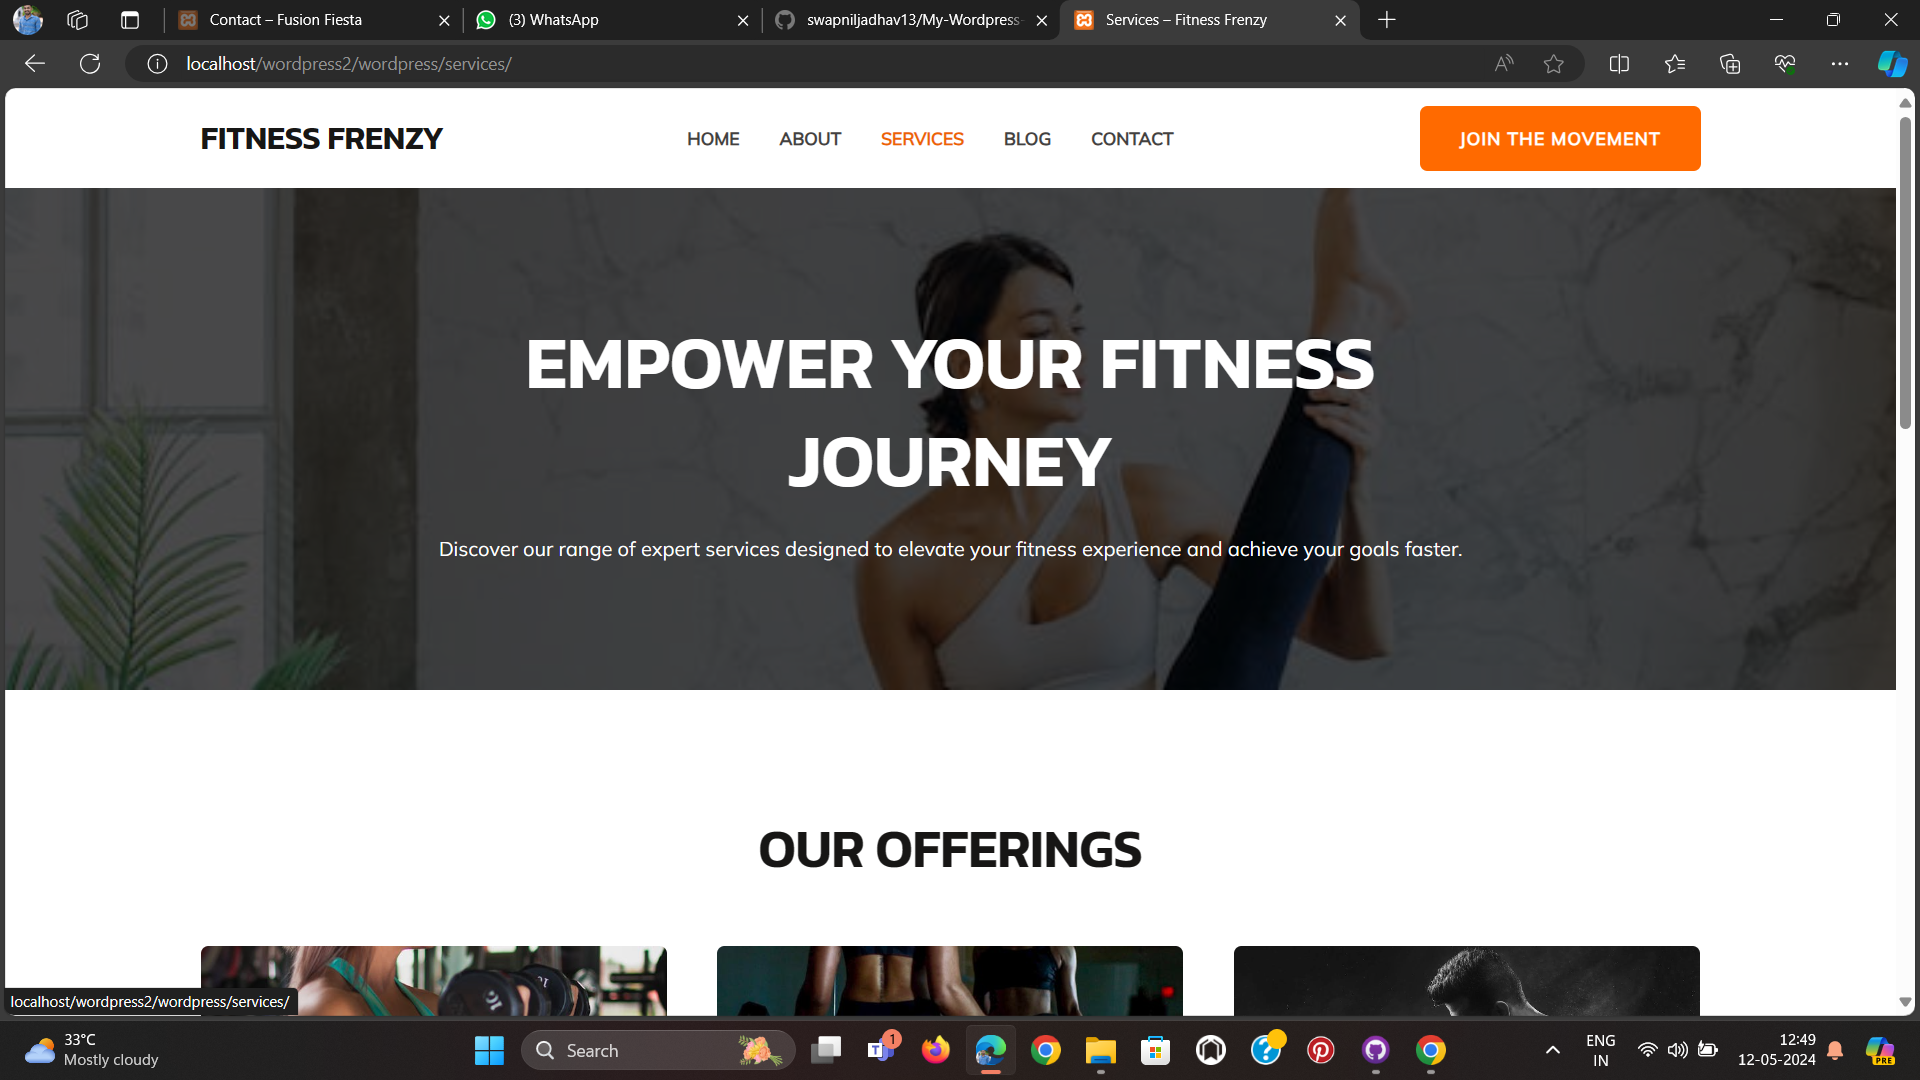 Contact – Fusion Fiesta
(3) WhatsApp
swapniljadhav13/My-Wordpress-
Services – Fitness Frenzy
localhost/wordpress2/wordpress/services/
FITNESS FRENZY
HOME
ABOUT
SERVICES
BLOG
CONTACT
JOIN THE MOVEMENT
EMPOWER YOUR FITNESS
JOURNEY
Discover our range of expert services designed to elevate your fitness experience and achieve your goals faster.
OUR OFFERINGS
localhost/wordpress2/wordpress/services/
33°C
Mostly cloudy
Search
1
ENG
IN
12:49
12-05-2024
PRE